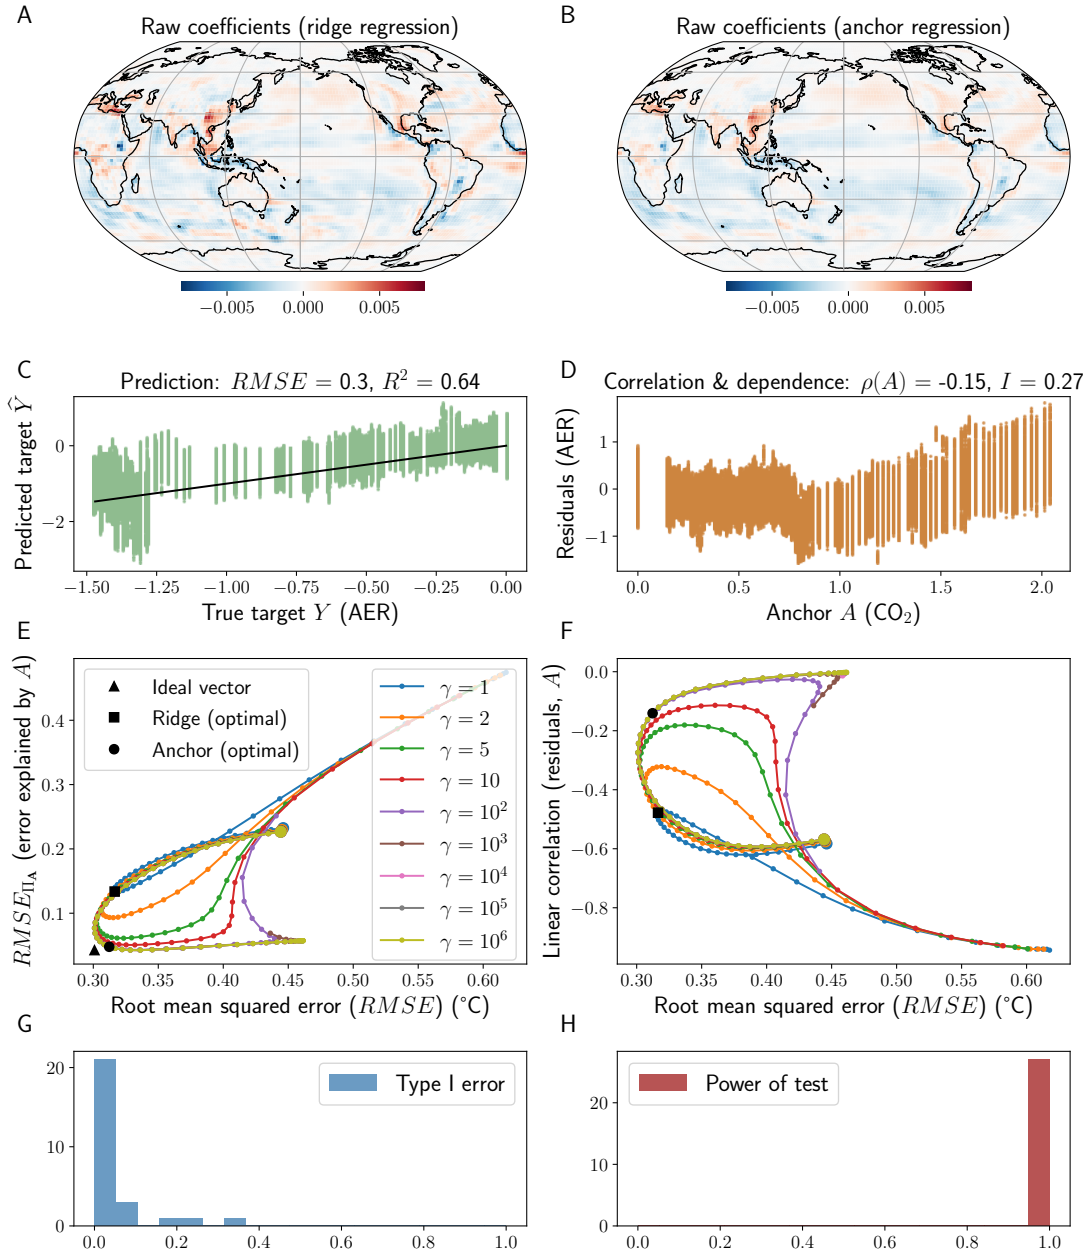 A
Raw coefficients (ridge regression)
−0.005 0.000 0.005
B
Raw coefficients (anchor regression)
−0.005 0.000 0.005
C
Prediction: RMSE = 0.3, R² = 0.64
Predicted target Ŷ
0
−2
−1.50 −1.25 −1.00 −0.75 −0.50 −0.25 0.00
True target Y (AER)
D
Correlation & dependence: ρ(A) = -0.15, I = 0.27
Residuals (AER)
1
0
−1
0.0 0.5 1.0 1.5 2.0
Anchor A (CO₂)
E
RMSE_{Π_A} (error explained by A)
0.4
0.3
0.2
0.1
Ideal vector
Ridge (optimal)
Anchor (optimal)
γ = 1
γ = 2
γ = 5
γ = 10
γ = 10²
γ = 10³
γ = 10⁴
γ = 10⁵
γ = 10⁶
0.30 0.35 0.40 0.45 0.50 0.55 0.60
Root mean squared error (RMSE) (°C)
F
Linear correlation (residuals, A)
0.0
−0.2
−0.4
−0.6
−0.8
0.30 0.35 0.40 0.45 0.50 0.55 0.60
Root mean squared error (RMSE) (°C)
G
20
10
0
Type I error
0.0 0.2 0.4 0.6 0.8 1.0
H
20
10
0
Power of test
0.0 0.2 0.4 0.6 0.8 1.0